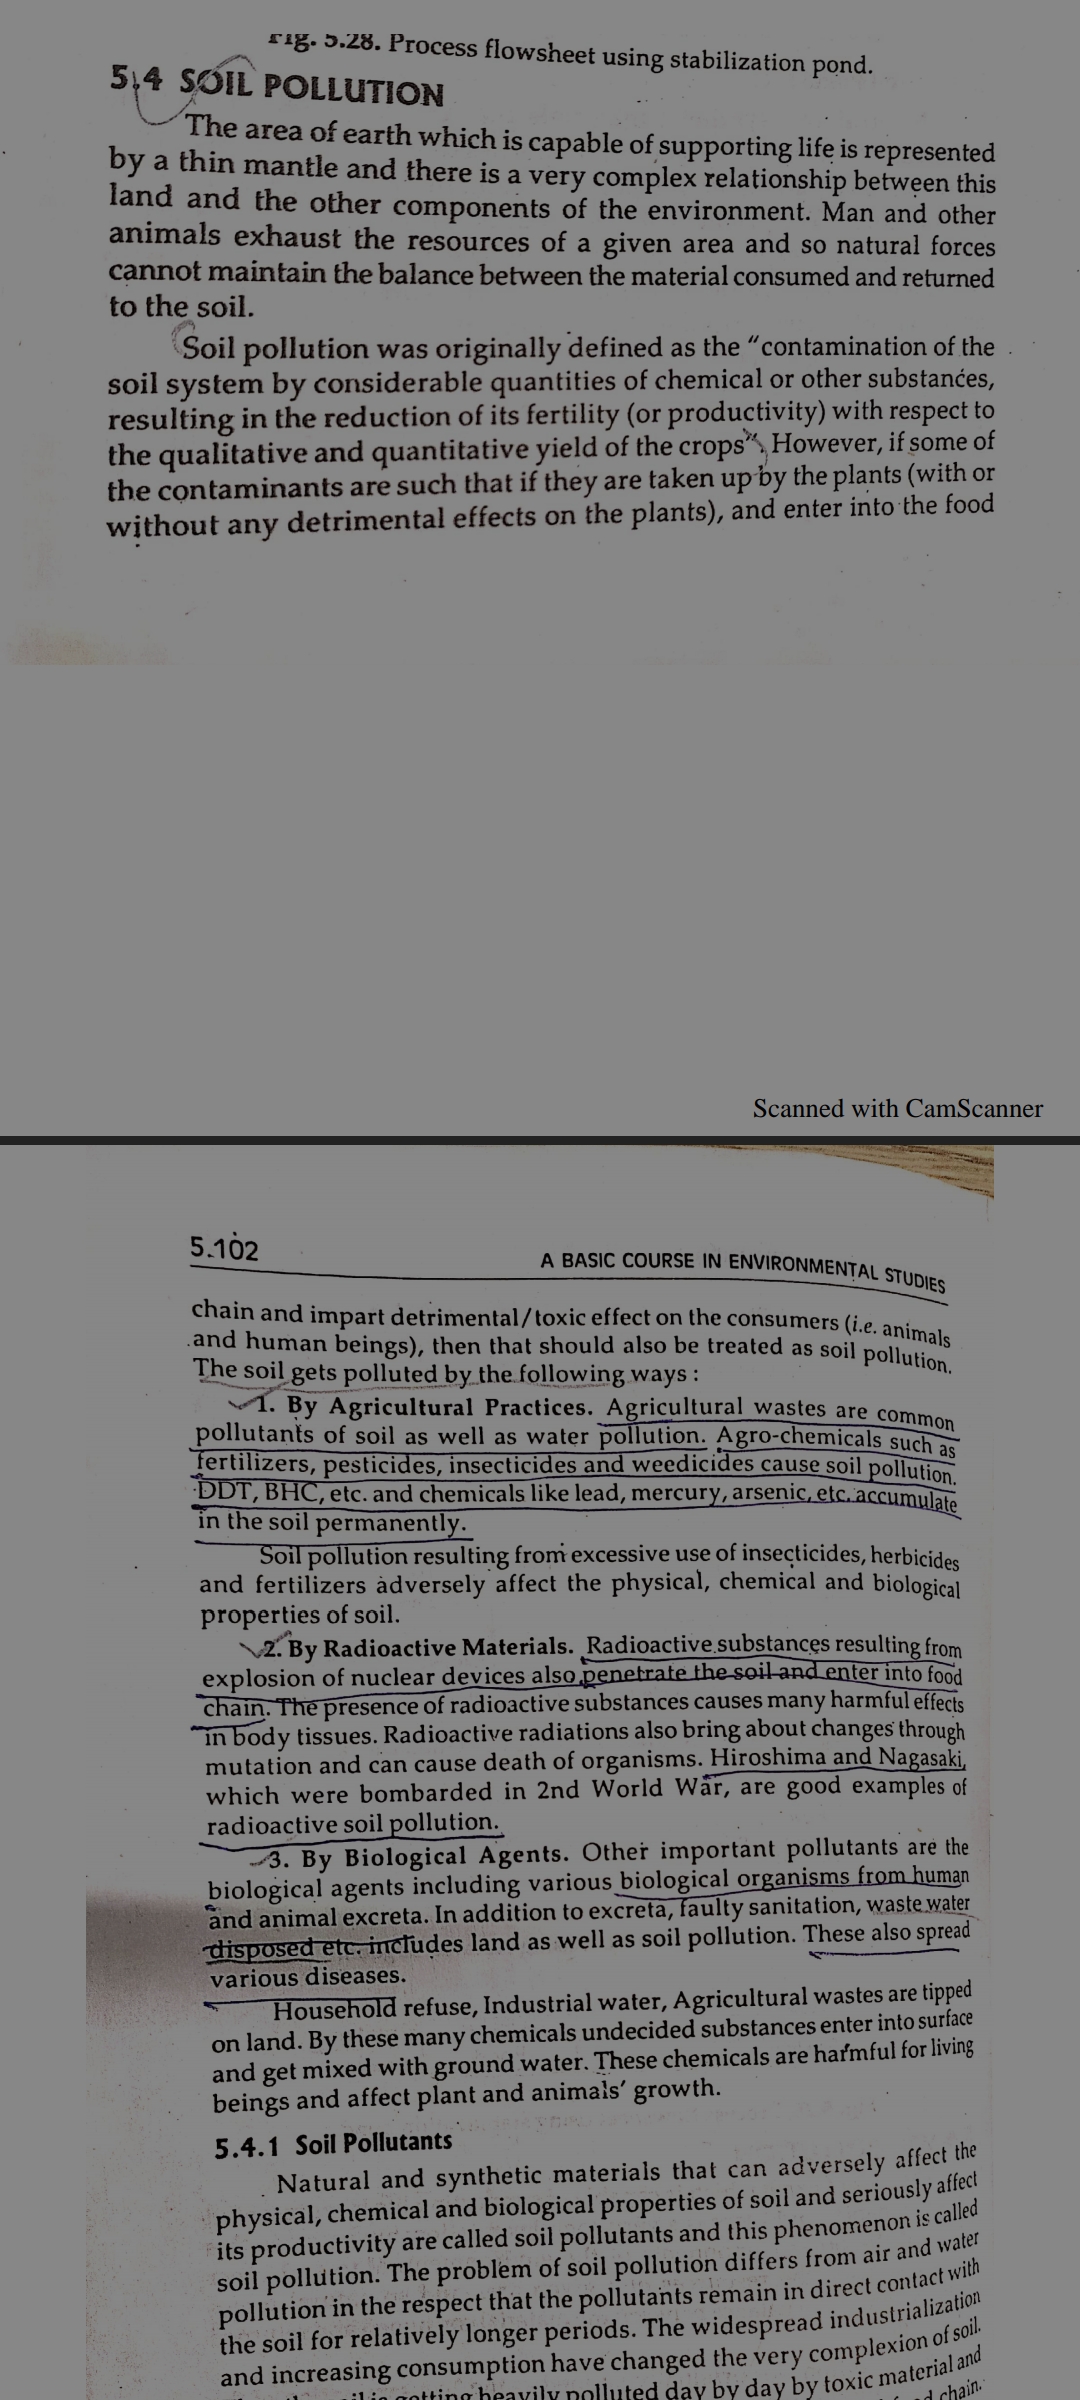 Fig. 5.28. Process flowsheet using stabilization pond.
5.4 SOIL POLLUTION
The area of earth which is capable of supporting life is represented
by a thin mantle and there is a very complex relationship between this
land and the other components of the environment. Man and other
animals exhaust the resources of a given area and so natural forces
cannot maintain the balance between the material consumed and returned
to the soil.
Soil pollution was originally defined as the "contamination of the
soil system by considerable quantities of chemical or other substances,
resulting in the reduction of its fertility (or productivity) with respect to
the qualitative and quantitative yield of the crops". However, if some of
the contaminants are such that if they are taken up by the plants (with or
without any detrimental effects on the plants), and enter into the food
Scanned with CamScanner
5.102
A BASIC COURSE IN ENVIRONMENTAL STUDIES
chain and impart detrimental/toxic effect on the consumers (i.e. animals
and human beings), then that should also be treated as soil pollution.
The soil gets polluted by the following ways :
1. By Agricultural Practices. Agricultural wastes are common
pollutants of soil as well as water pollution. Agro-chemicals such as
fertilizers, pesticides, insecticides and weedicides cause soil pollution.
DDT, BHC, etc. and chemicals like lead, mercury, arsenic, etc. accumulate
in the soil permanently.
Soil pollution resulting from excessive use of insecticides, herbicides
and fertilizers adversely affect the physical, chemical and biological
properties of soil.
2. By Radioactive Materials. Radioactive substances resulting from
explosion of nuclear devices also penetrate the soil and enter into food
chain. The presence of radioactive substances causes many harmful effects
in body tissues. Radioactive radiations also bring about changes through
mutation and can cause death of organisms. Hiroshima and Nagasaki,
which were bombarded in 2nd World War, are good examples of
radioactive soil pollution.
3. By Biological Agents. Other important pollutants are the
biological agents including various biological organisms from human
and animal excreta. In addition to excreta, faulty sanitation, waste water
disposed etc. includes land as well as soil pollution. These also spread
various diseases.
Household refuse, Industrial water, Agricultural wastes are tipped
on land. By these many chemicals undecided substances enter into surface
and get mixed with ground water. These chemicals are harmful for living
beings and affect plant and animals' growth.
5.4.1 Soil Pollutants
Natural and synthetic materials that can adversely affect the
physical, chemical and biological properties of soil and seriously affect
its productivity are called soil pollutants and this phenomenon is called
soil pollution. The problem of soil pollution differs from air and water
pollution in the respect that the pollutants remain in direct contact with
the soil for relatively longer periods. The widespread industrialization
and increasing consumption have changed the very complexion of soil.
getting heavily polluted day by day by toxic material and
chain.